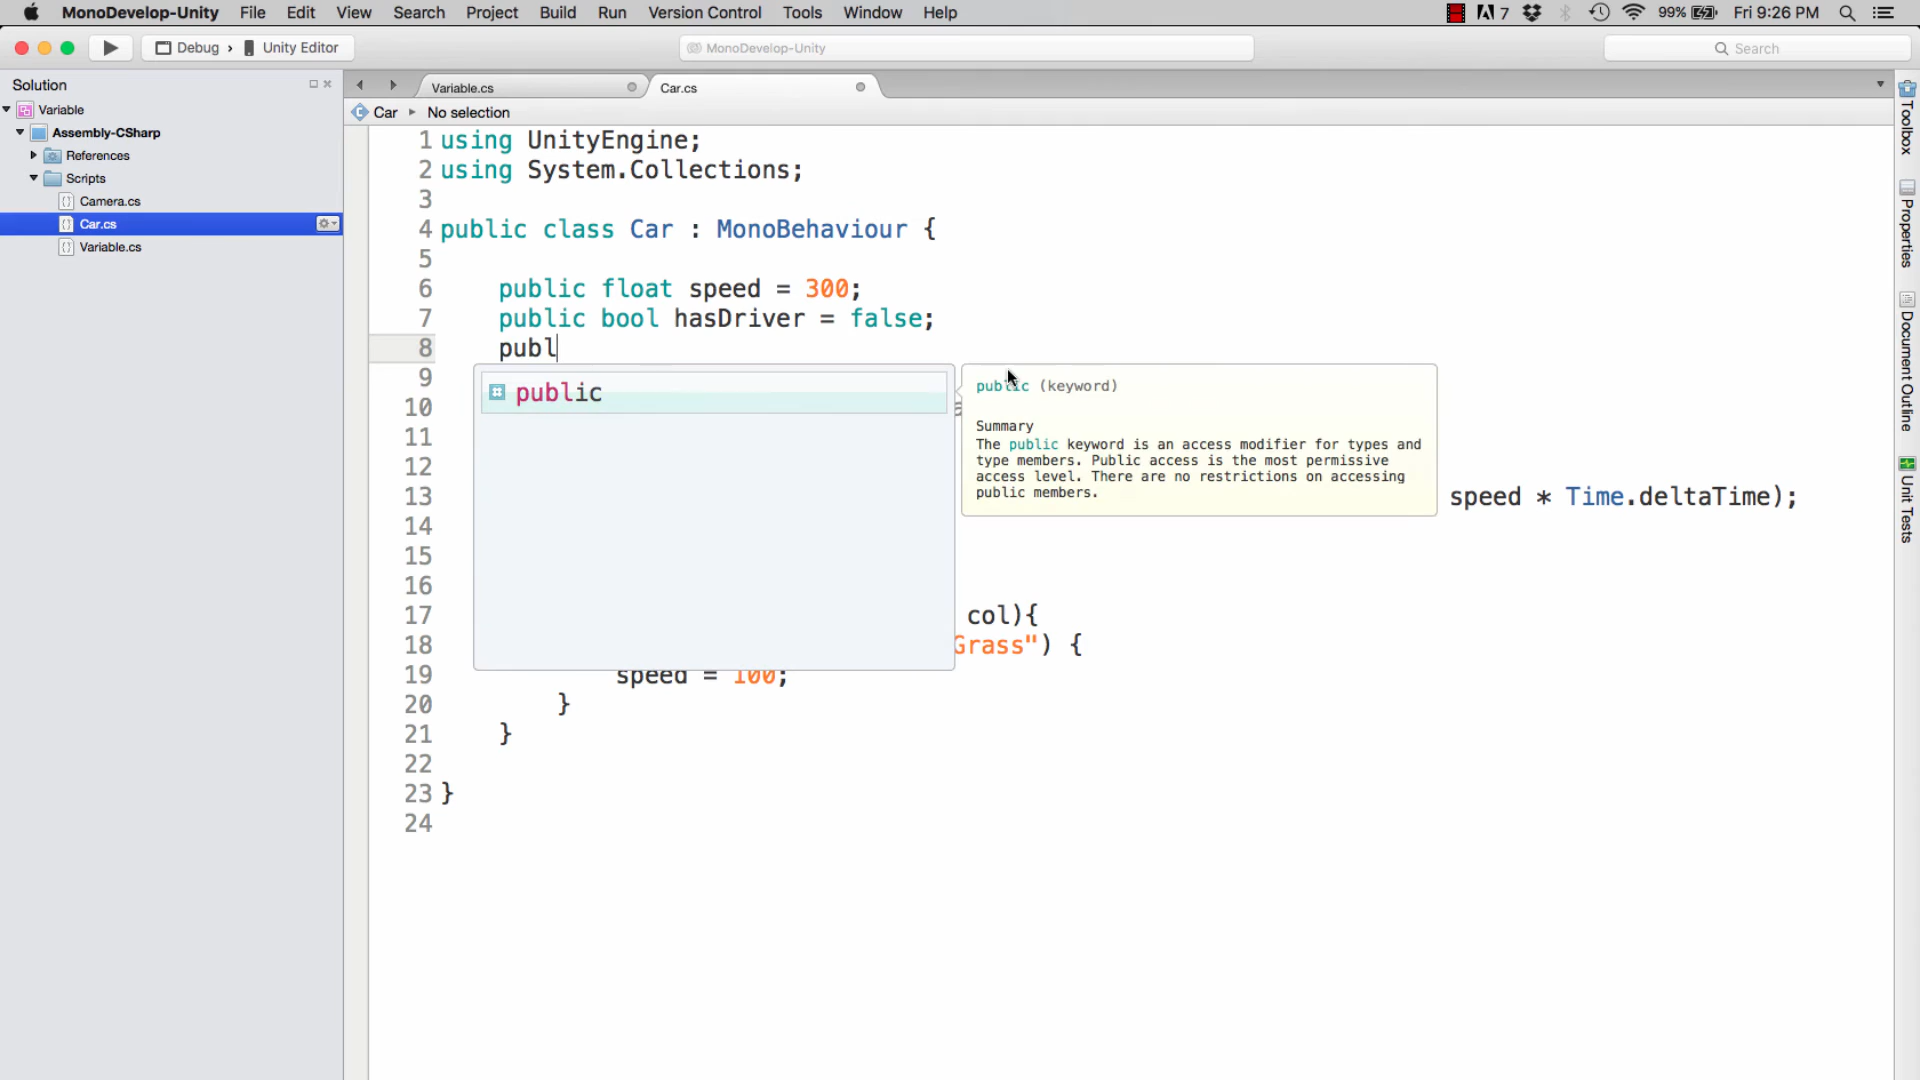 MonoDevelop-Unity File Edit View Search Project Build Run Version Control Tools Window Help 7 99% Fri 9:26 PM
Debug › Unity Editor MonoDevelop-Unity Search
Solution Variable.cs Car.cs
Car ▸ No selection
Variable
Assembly-CSharp
References
Scripts
Camera.cs
Car.cs
Variable.cs
1 using UnityEngine;
2 using System.Collections;
3
4 public class Car : MonoBehaviour {
5
6 public float speed = 300;
7 public bool hasDriver = false;
8 publ
9
10
11
12
13 speed * Time.deltaTime);
14
15
16
17 col){
18 Grass") {
19 speed = 100;
20 }
21 }
22
23 }
24
public
public (keyword)
Summary
The public keyword is an access modifier for types and
type members. Public access is the most permissive
access level. There are no restrictions on accessing
public members.
Toolbox
Properties
Document Outline
Unit Tests